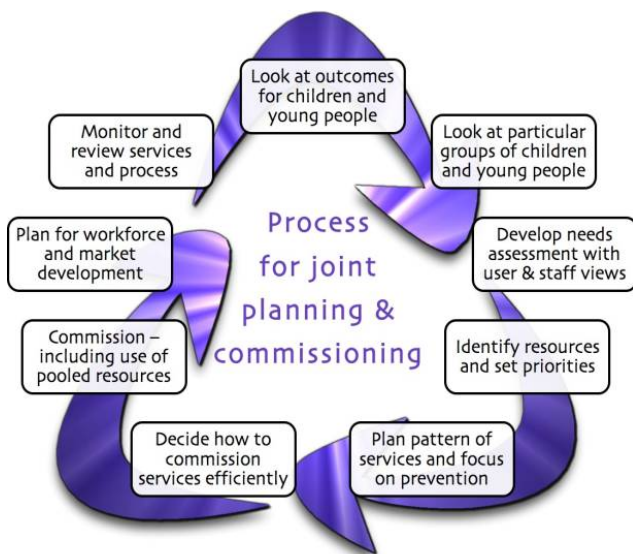 Look at outcomes
for children and
young people
Look at particular
groups of children
and young people
Develop needs
assessment with
user & staff views
Identify resources
and set priorities
Plan pattern of
services and focus
on prevention
Decide how to
commission
services efficiently
Commission –
including use of
pooled resources
Plan for workforce
and market
development
Monitor and
review services
and process
Process
for joint
planning &
commissioning